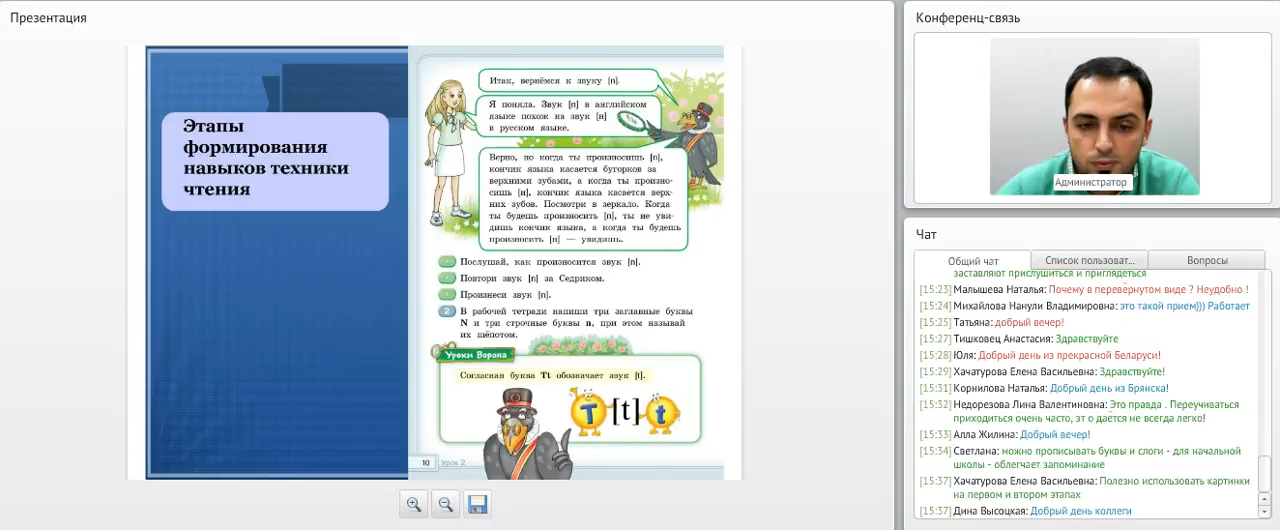 Презентация
Этапы
формирования
навыков техники
чтения
Итак, вернёмся к звуку [n].
Я поняла. Звук [n] в английском
языке похож на звук [н]
в русском языке.
Верно, но когда ты произносишь [n],
кончик языка касается бугорков за
верхними зубами, а когда ты произно-
сишь [н], кончик языка касается верх-
них зубов. Посмотри в зеркало. Когда
ты будешь произносить [n], ты не уви-
дишь кончик языка, а когда ты будешь
произносить [н] — увидишь.
Послушай, как произносится звук [n].
Повтори звук [n] за Седриком.
Произнеси звук [n].
2 В рабочей тетради напиши три заглавные буквы
N и три строчные буквы n, при этом называй
их шёпотом.
Уроки Ворона
Согласная буква Tt обозначает звук [t].
T [t] t
10 Урок 2
Конференц-связь
Администратор
Чат
Общий чат
Список пользоват...
Вопросы
заставляют прислушиться и приглядеться
[15:23] Малышева Наталья: Почему в перевёрнутом виде ? Неудобно !
[15:24] Михайлова Нанули Владимировна: это такой прием))) Работает
[15:25] Татьяна: добрый вечер!
[15:27] Тишковец Анастасия: Здравствуйте
[15:28] Юля: Добрый день из прекрасной Беларуси!
[15:29] Хачатурова Елена Васильевна: Здравствуйте!
[15:31] Корнилова Наталья: Добрый день из Брянска!
[15:32] Недорезова Лина Валентиновна: Это правда . Переучиваться
приходиться очень часто, эт о даётся не всегда легко!
[15:33] Алла Жилина: Добрый вечер!
[15:34] Светлана: можно прописывать буквы и слоги - для начальной
школы - облегчает запоминание
[15:37] Хачатурова Елена Васильевна: Полезно использовать картинки
на первом и втором этапах
[15:37] Дина Высоцкая: Добрый день коллеги